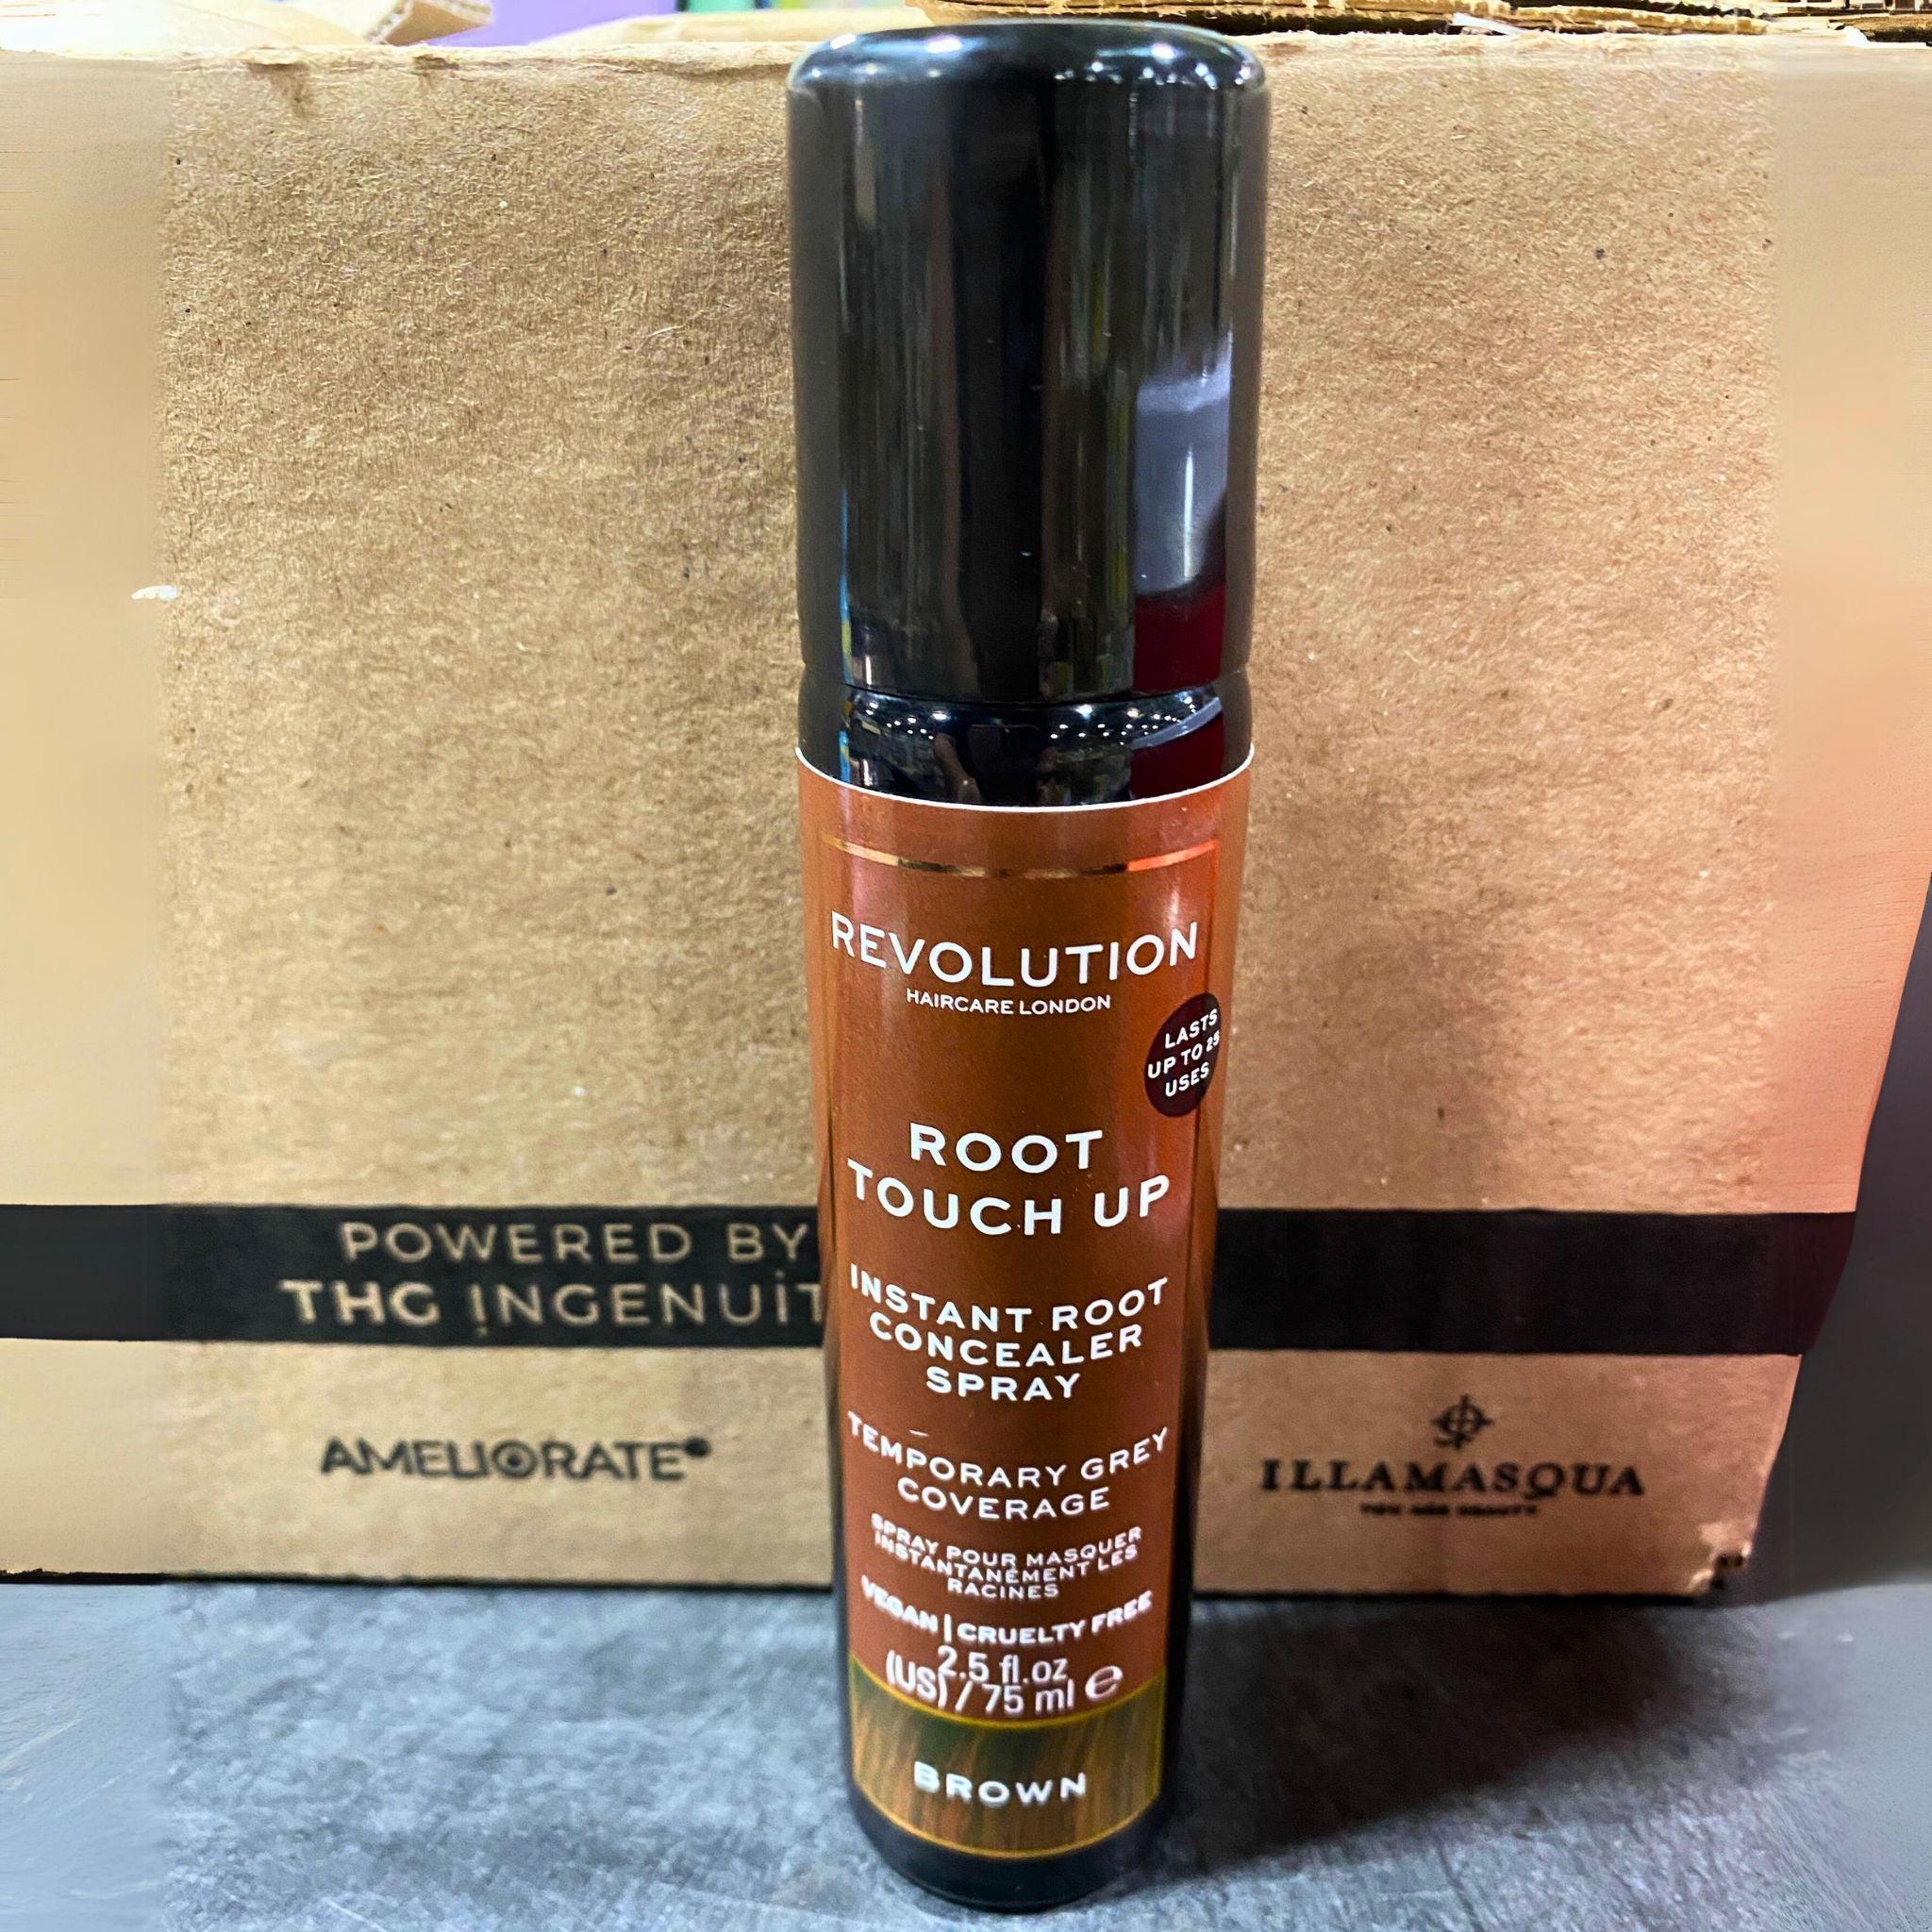 REVOLUTION
HAIRCARE LONDON
LASTS
UP TO 25
USES
ROOT
TOUCH UP
INSTANT ROOT
CONCEALER
SPRAY
TEMPORARY GREY
COVERAGE
SPRAY POUR MASQUER
INSTANTANÉMENT LES
RACINES
VEGAN | CRUELTY FREE
2.5 fl.oz
(US) / 75 ml ℮
BROWN
POWERED BY
THG INGENUIT
AMELIORATE
ILLAMASQUA